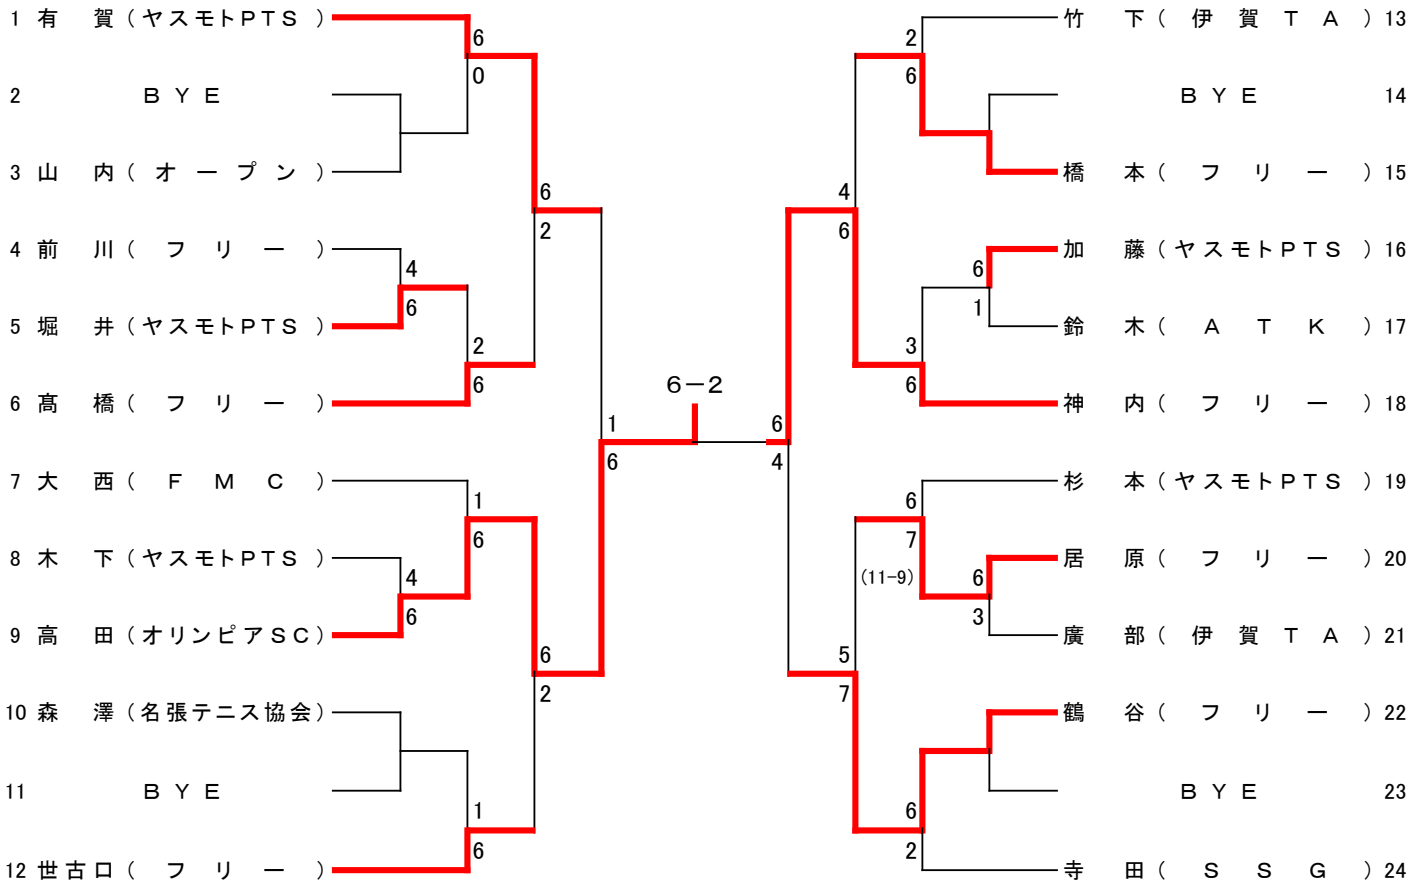 1 有 賀 ( ヤスモトPTS )
6
0
2 BYE
3 山 内 ( オープン )
6
2
4 前 川 ( フリー )
4
6
5 堀 井 ( ヤスモトPTS )
2
6
6 髙 橋 ( フリー )
1
6
7 大 西 ( FMC )
1
6
8 木 下 ( ヤスモトPTS )
4
6
9 高 田 ( オリンピアSC )
6
2
10 森 澤 ( 名張テニス協会 )
11 BYE
1
6
12 世古口 ( フリー )
6-2
竹 下 ( 伊賀TA ) 13
2
6
BYE 14
橋 本 ( フリー ) 15
4
6
加 藤 ( ヤスモトPTS ) 16
6
1
鈴 木 ( ATK ) 17
3
6
神 内 ( フリー ) 18
6
4
杉 本 ( ヤスモトPTS ) 19
6
7
(11-9)
居 原 ( フリー ) 20
6
3
廣 部 ( 伊賀TA ) 21
5
7
鶴 谷 ( フリー ) 22
BYE 23
6
2
寺 田 ( SSG ) 24